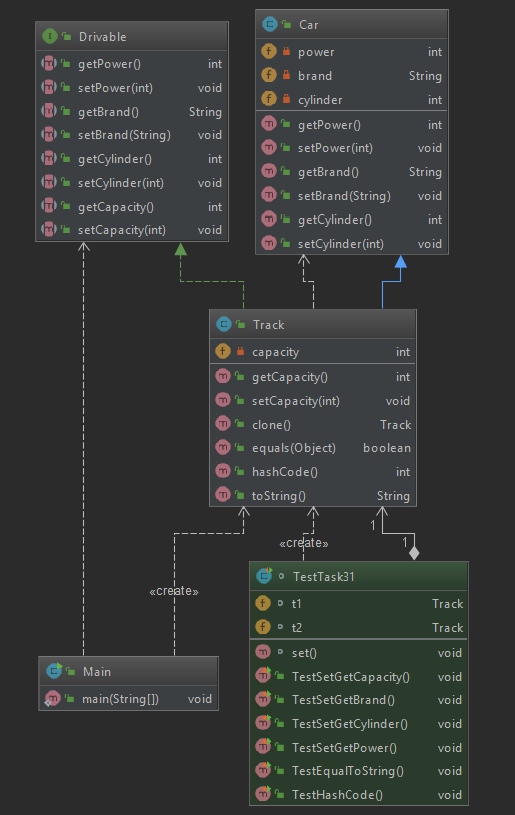 I Drivable
m getPower() int
m setPower(int) void
m getBrand() String
m setBrand(String) void
m getCylinder() int
m setCylinder(int) void
m getCapacity() int
m setCapacity(int) void
C Car
f power int
f brand String
f cylinder int
m getPower() int
m setPower(int) void
m getBrand() String
m setBrand(String) void
m getCylinder() int
m setCylinder(int) void
C Track
f capacity int
m getCapacity() int
m setCapacity(int) void
m clone() Track
m equals(Object) boolean
m hashCode() int
m toString() String
1
1
«create»
«create»
C TestTask31
f t1 Track
f t2 Track
m set() void
m TestSetGetCapacity() void
m TestSetGetBrand() void
m TestSetGetCylinder() void
m TestSetGetPower() void
m TestEqualToString() void
m TestHashCode() void
C Main
m main(String[]) void